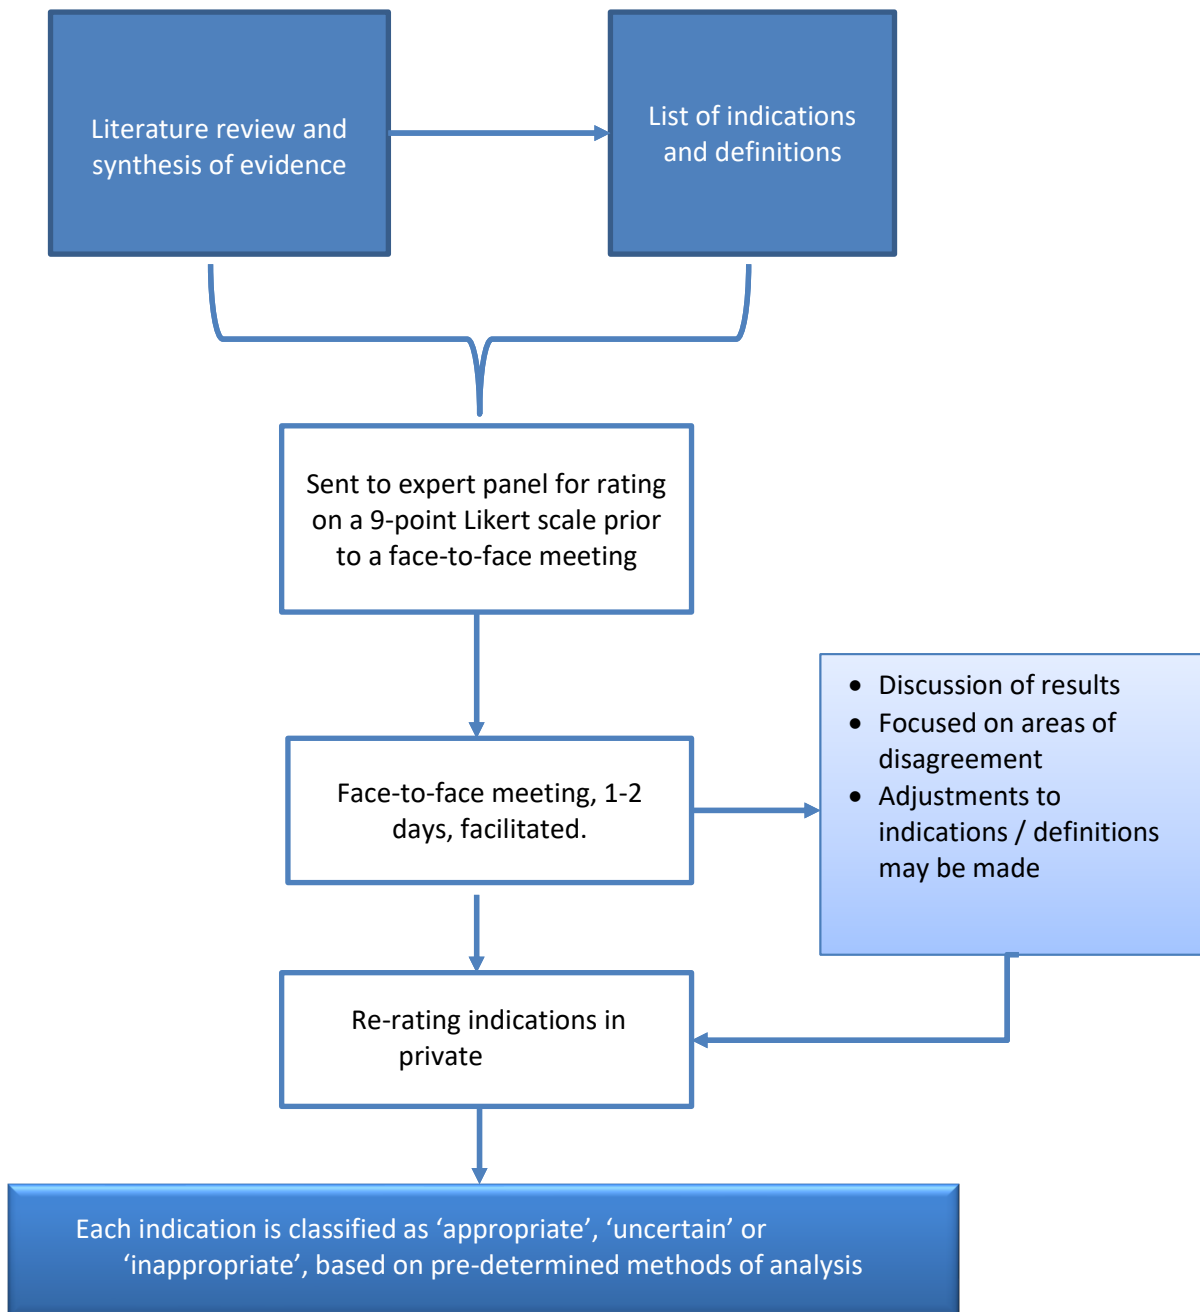 Literature review and
synthesis of evidence
List of indications
and definitions
Sent to expert panel for rating
on a 9-point Likert scale prior
to a face-to-face meeting
Face-to-face meeting, 1-2
days, facilitated.
• Discussion of results
• Focused on areas of
disagreement
• Adjustments to
indications / definitions
may be made
Re-rating indications in
private
Each indication is classified as ‘appropriate’, ‘uncertain’ or
‘inappropriate’, based on pre-determined methods of analysis